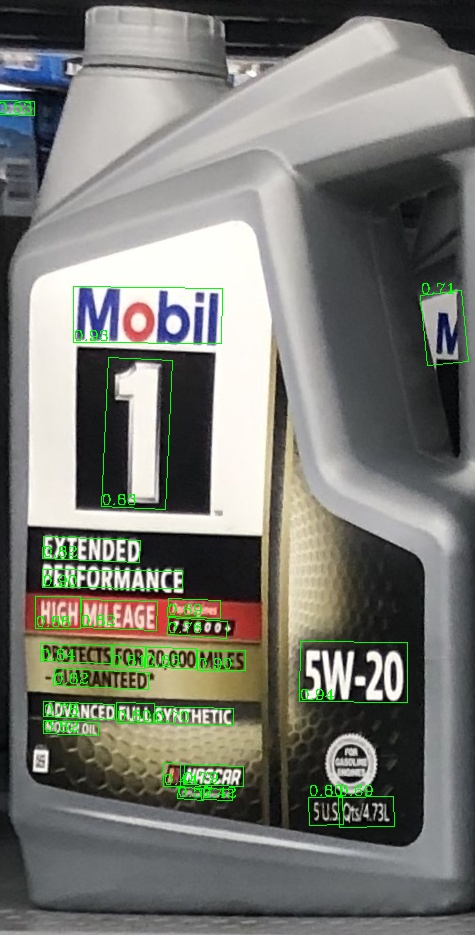 Mobil
1
EXTENDED
PERFORMANCE
HIGH MILEAGE
75000+
PROTECTS FOR 20,000 MILES
- GUARANTEED*
5W-20
ADVANCED FULL SYNTHETIC
MOTOR OIL
FOR
GASOLINE
ENGINES
NASCAR
5 U.S. Qts/4.73L
M